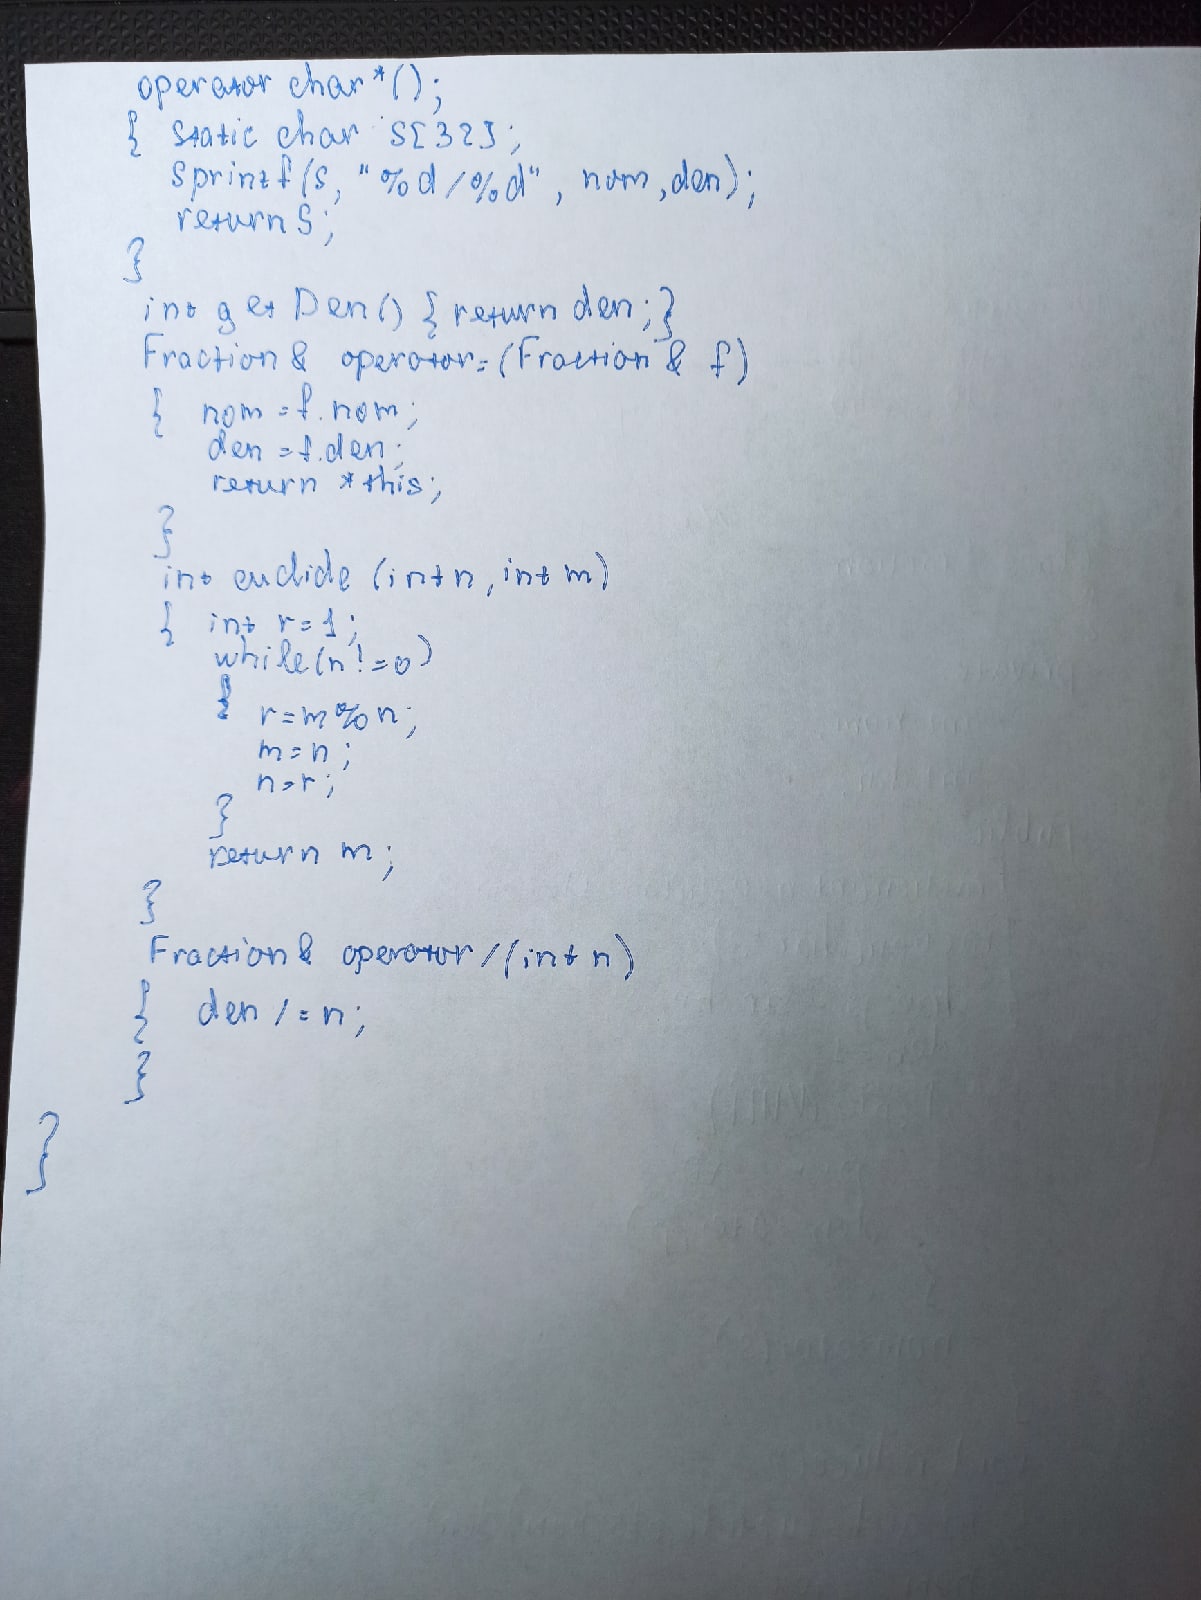 operator char*();
{ static char s[32];
sprintf(s, "%d/%d", nom,den);
return s;
}
int getDen() { return den;}
Fraction & operator=(Fraction & f)
{ nom = f.nom;
den = f.den;
return *this;
}
int euclide (int n, int m)
{ int r=1;
while(n!=0)
{
r=m%n;
m=n;
n=r;
}
return m;
}
Fraction & operator/(int n)
{ den /=n;
}
}